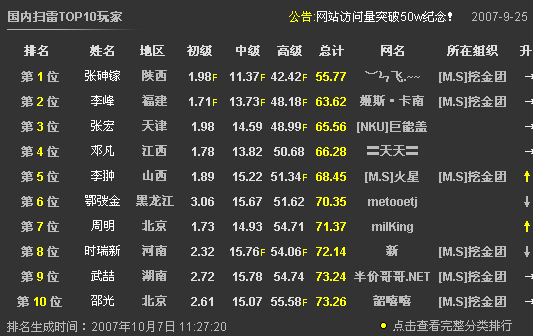 国内扫雷TOP10玩家 公告:网站访问量突破50w纪念! 2007-9-25
排名 姓名 地区 初级 中级 高级 总计 网名 所在组织 升
第 1 位 张砷镓 陕西 1.98F 11.37F 42.42F 55.77 ︶ㄣ飞.~~ [M.S]挖金团 →
第 2 位 李峰 福建 1.71F 13.73F 48.18F 63.62 姬斯·卡南 [M.S]挖金团 →
第 3 位 张宏 天津 1.98 14.59 48.99F 65.56 [NKU]巨能盖 →
第 4 位 邓凡 江西 1.78 13.82 50.68 66.28 〓天天〓 →
第 5 位 李翀 山西 1.89 15.22 51.34F 68.45 [M.S]火星 [M.S]挖金团 ↑
第 6 位 鄂弢金 黑龙江 3.06 15.67 51.62 70.35 metooetj ↓
第 7 位 周明 北京 1.73 14.93 54.71 71.37 milKing ↑
第 8 位 时瑞新 河南 2.32 15.76F 54.06F 72.14 新 [M.S]挖金团 ↓
第 9 位 武喆 湖南 2.72 15.78 54.74 73.24 半价哥哥.NET [M.S]挖金团 →
第 10 位 邵光 北京 2.61 15.07 55.58F 73.26 韶嘻嘻 [M.S]挖金团 →
排名生成时间：2007年10月7日 11:27:20 点击查看完整分类排行